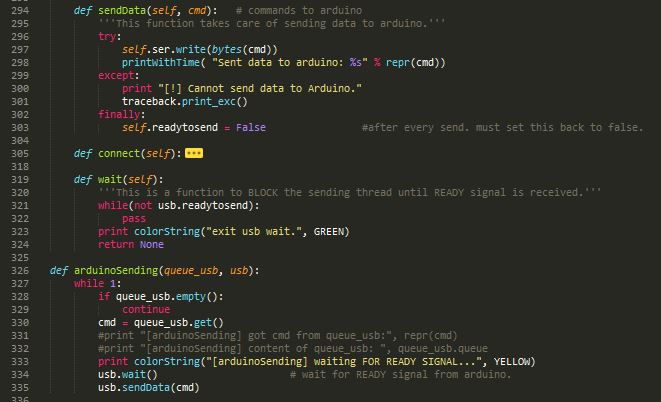 294 def sendData(self, cmd): # commands to arduino
295 '''This function takes care of sending data to arduino.'''
296 try:
297 self.ser.write(bytes(cmd))
298 printWithTime( "Sent data to arduino: %s" % repr(cmd))
299 except:
300 print "[!] Cannot send data to Arduino."
301 traceback.print_exc()
302 finally:
303 self.readytosend = False #after every send. must set this back to false.
304
305 def connect(self):
318
319 def wait(self):
320 '''This is a function to BLOCK the sending thread until READY signal is received.'''
321 while(not usb.readytosend):
322 pass
323 print colorString("exit usb wait.", GREEN)
324 return None
325
326 def arduinoSending(queue_usb, usb):
327 while 1:
328 if queue_usb.empty():
329 continue
330 cmd = queue_usb.get()
331 #print "[arduinoSending] got cmd from queue_usb:", repr(cmd)
332 #print "[arduinoSending] content of queue_usb: ", queue_usb.queue
333 print colorString("[arduinoSending] waiting FOR READY SIGNAL...", YELLOW)
334 usb.wait() # wait for READY signal from arduino.
335 usb.sendData(cmd)
336